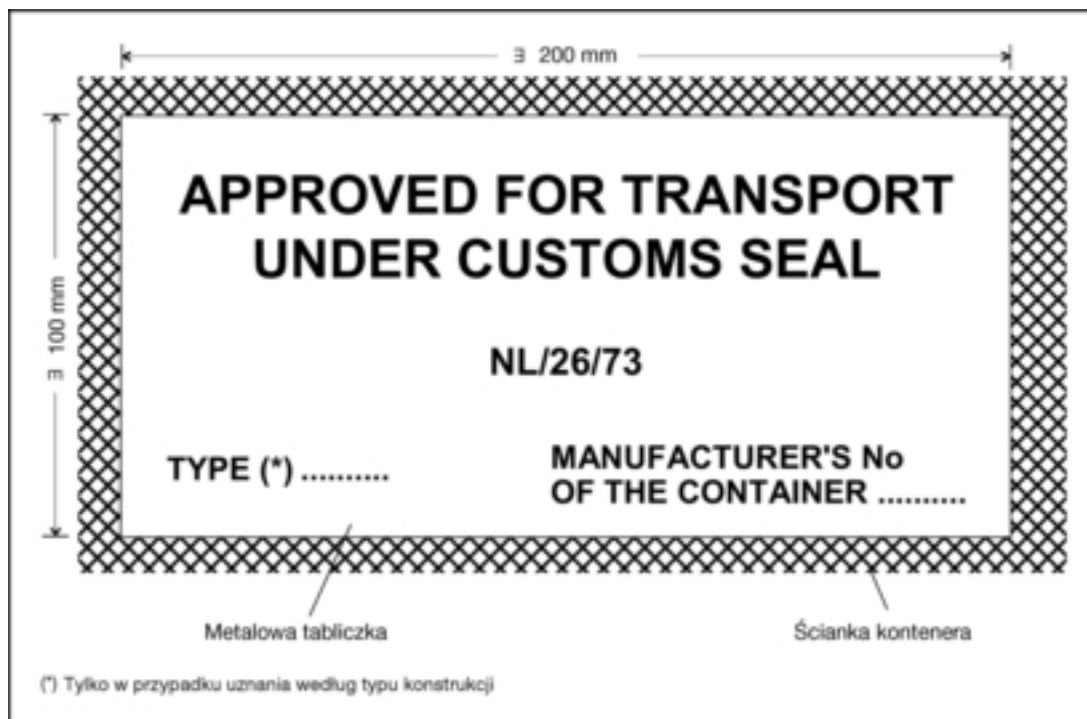 ∃ 200 mm
∃ 100 mm
APPROVED FOR TRANSPORT
UNDER CUSTOMS SEAL
NL/26/73
TYPE (*) ..........
MANUFACTURER'S No
OF THE CONTAINER ..........
Metalowa tabliczka
Ścianka kontenera
(*) Tylko w przypadku uznania według typu konstrukcji